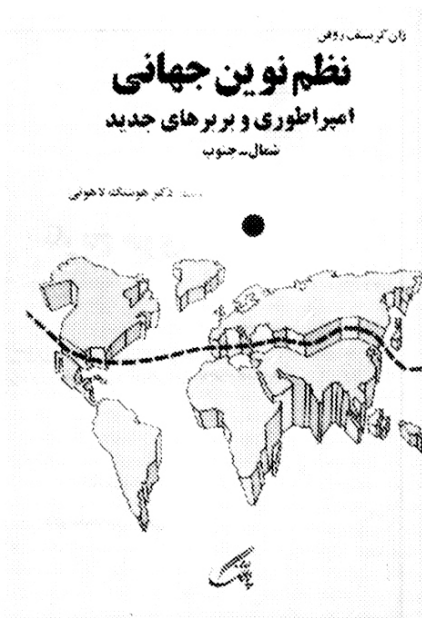 ژان کریستف روفن
نظم نوین جهانی
امپراطوری و بربرهای جدید
شمال-جنوب
دکتر هوشنگ لاهوتی